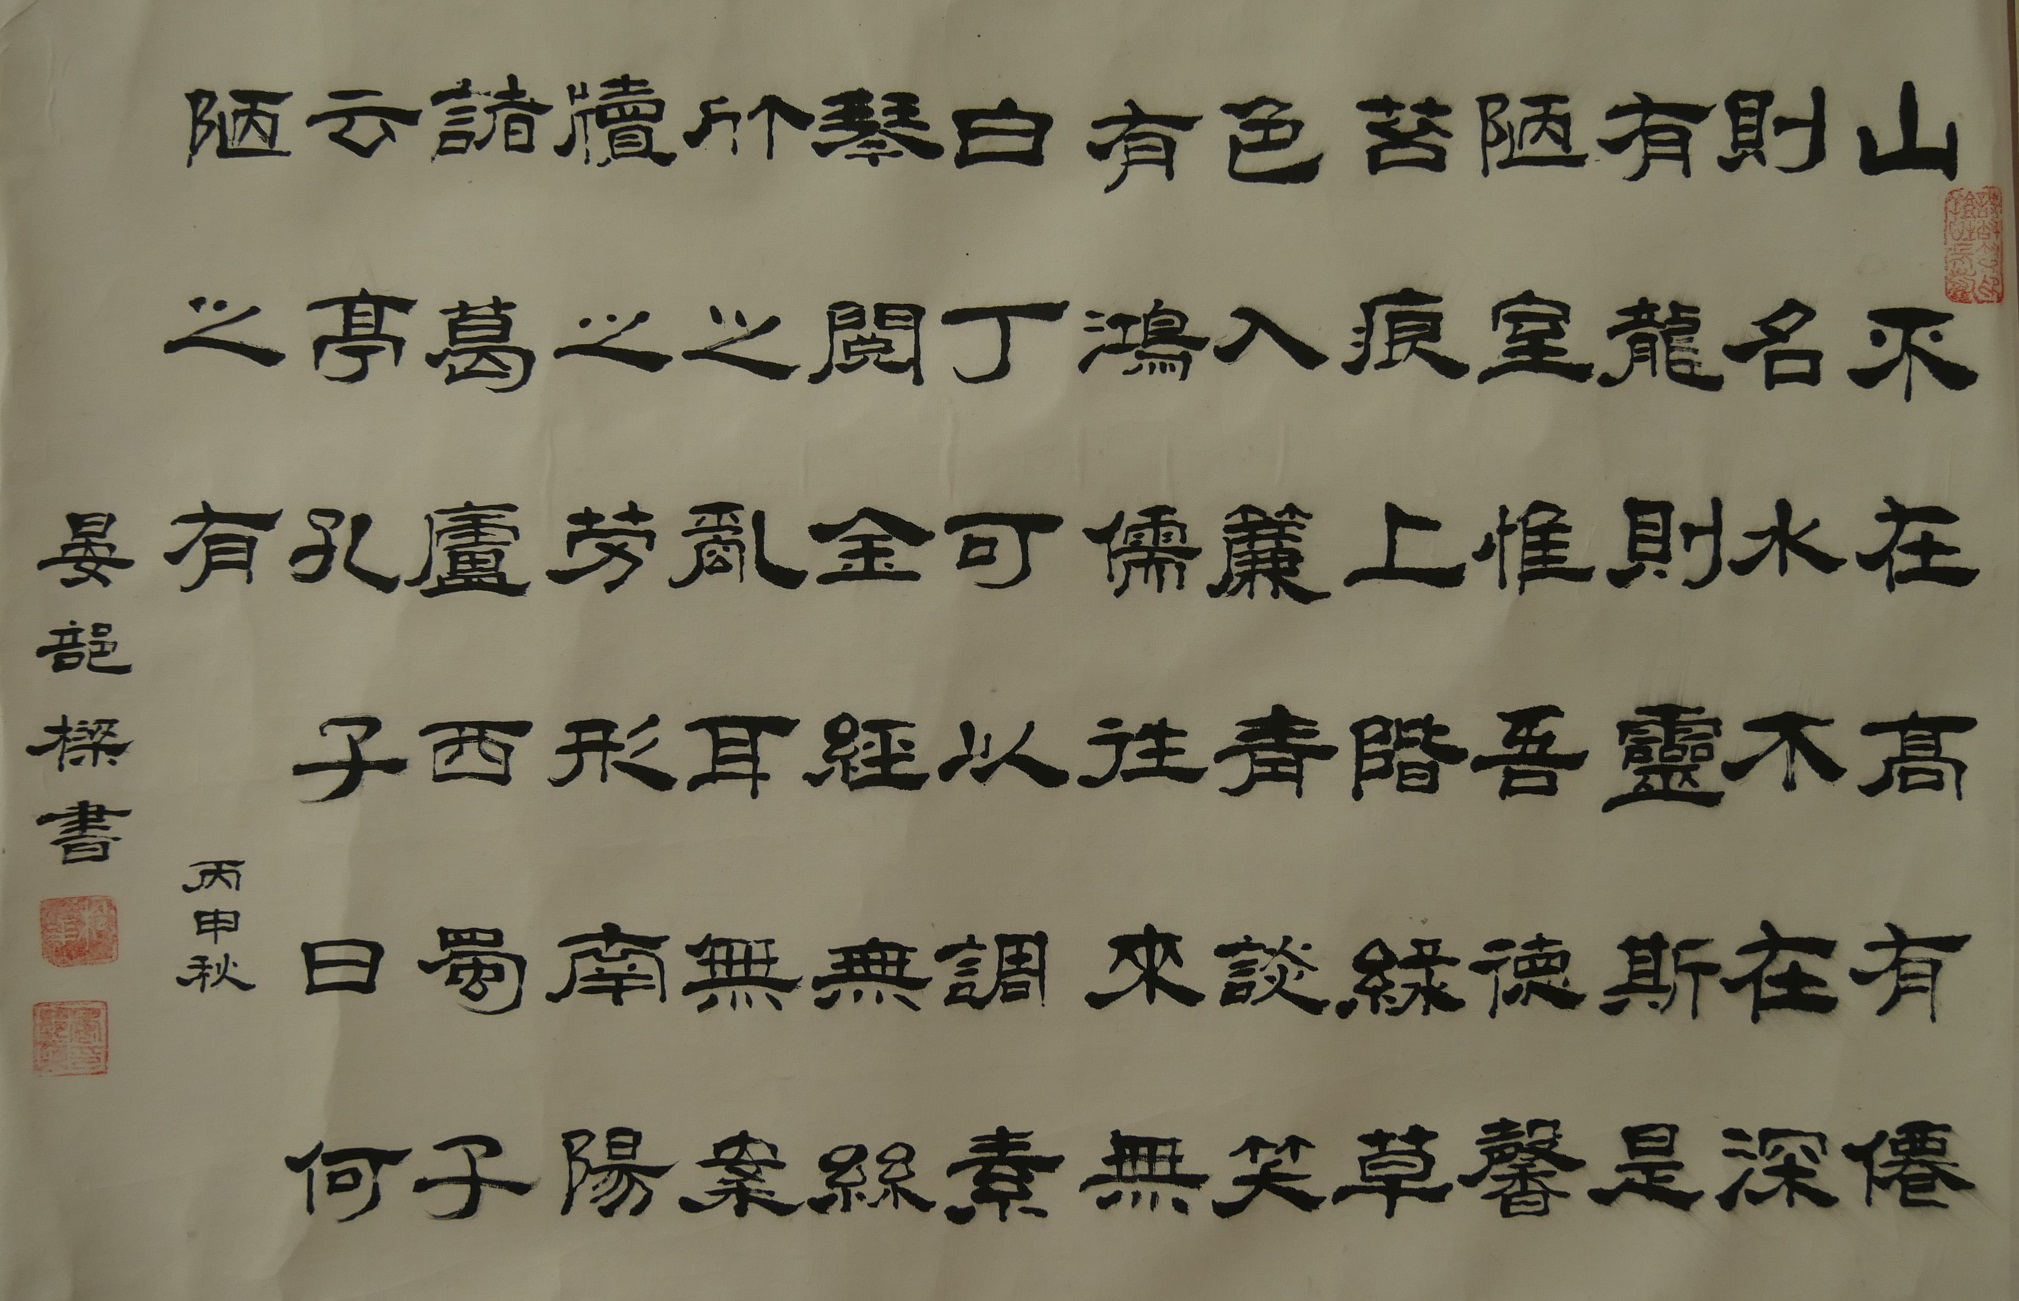 山不在高有僊
則名水不在深
有龍則靈斯是
陋室惟吾德馨
苔痕上階綠草
色入簾青談笑
有鴻儒往來無
白丁可以調素
琴閱金經無絲
竹之亂耳無案
牘之勞形南陽
諸葛廬西蜀子
云亭孔子曰何
陋之有
丙申秋
晏韶樑書